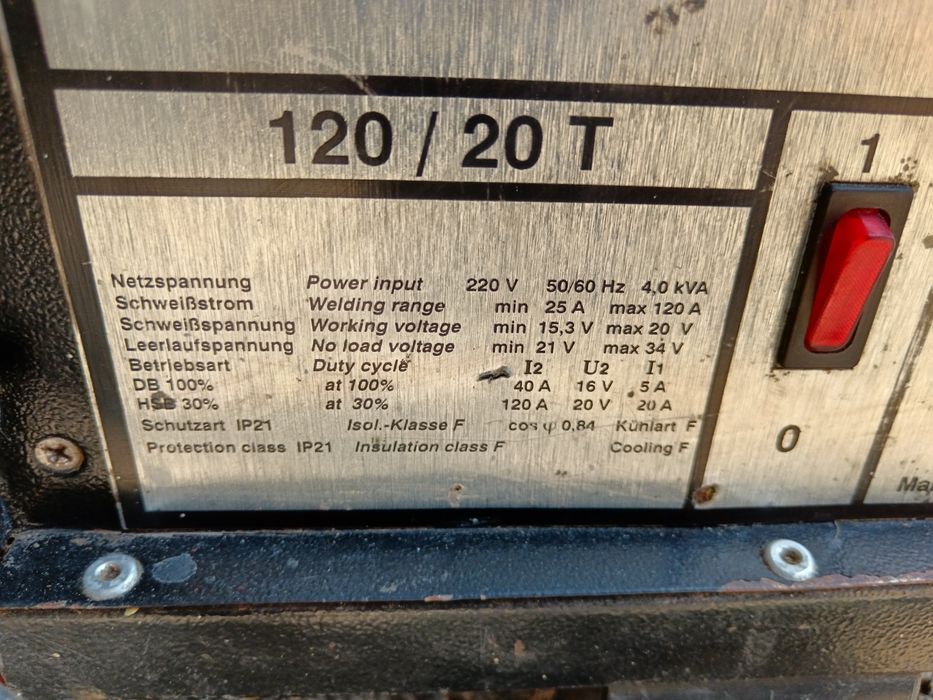 120 / 20 T
1
Netzspannung Power input 220 V 50/60 Hz 4,0 kVA
Schweißstrom Welding range min 25 A max 120 A
Schweißspannung Working voltage min 15,3 V max 20 V
Leerlaufspannung No load voltage min 21 V max 34 V
Betriebsart Duty cycle I2 U2 I1
DB 100% at 100% 40 A 16 V 5 A
HSB 30% at 30% 120 A 20 V 20 A
Schutzart IP21 Isol.-Klasse F cos φ 0,84 Kühlart F
Protection class IP21 Insulation class F Cooling F
0